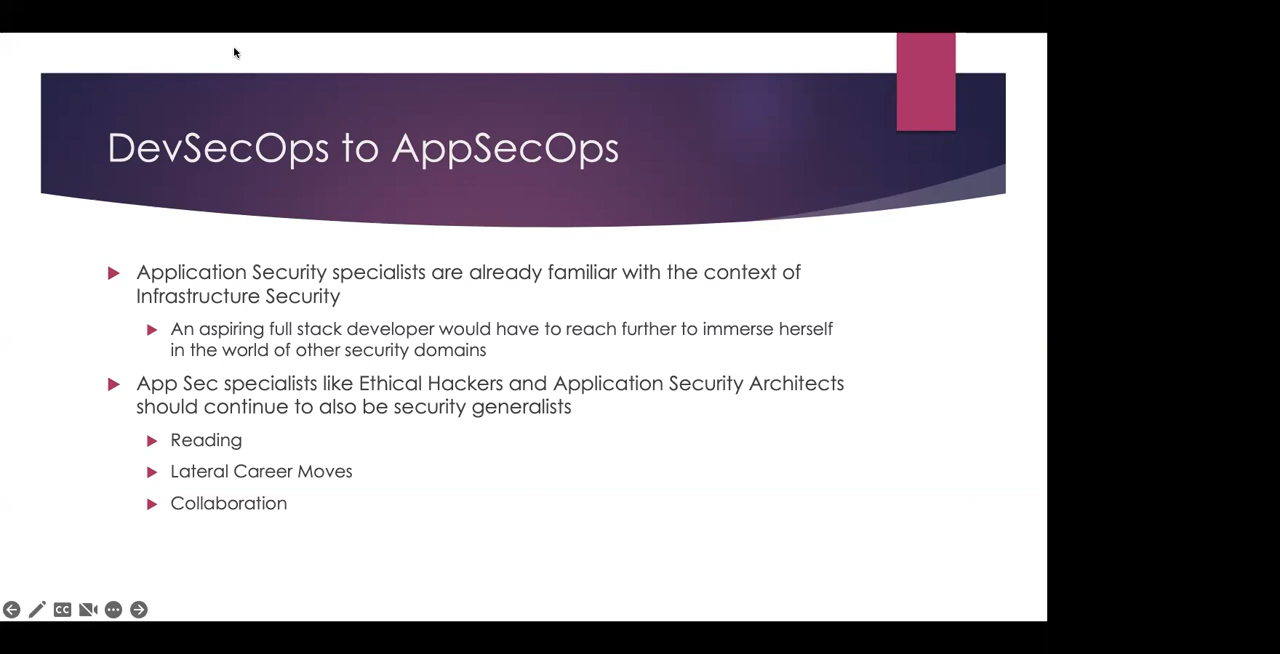 DevSecOps to AppSecOps
Application Security specialists are already familiar with the context of
Infrastructure Security
An aspiring full stack developer would have to reach further to immerse herself
in the world of other security domains
App Sec specialists like Ethical Hackers and Application Security Architects
should continue to also be security generalists
Reading
Lateral Career Moves
Collaboration
CC